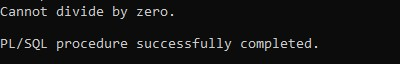 Cannot divide by zero.
PL/SQL procedure successfully completed.